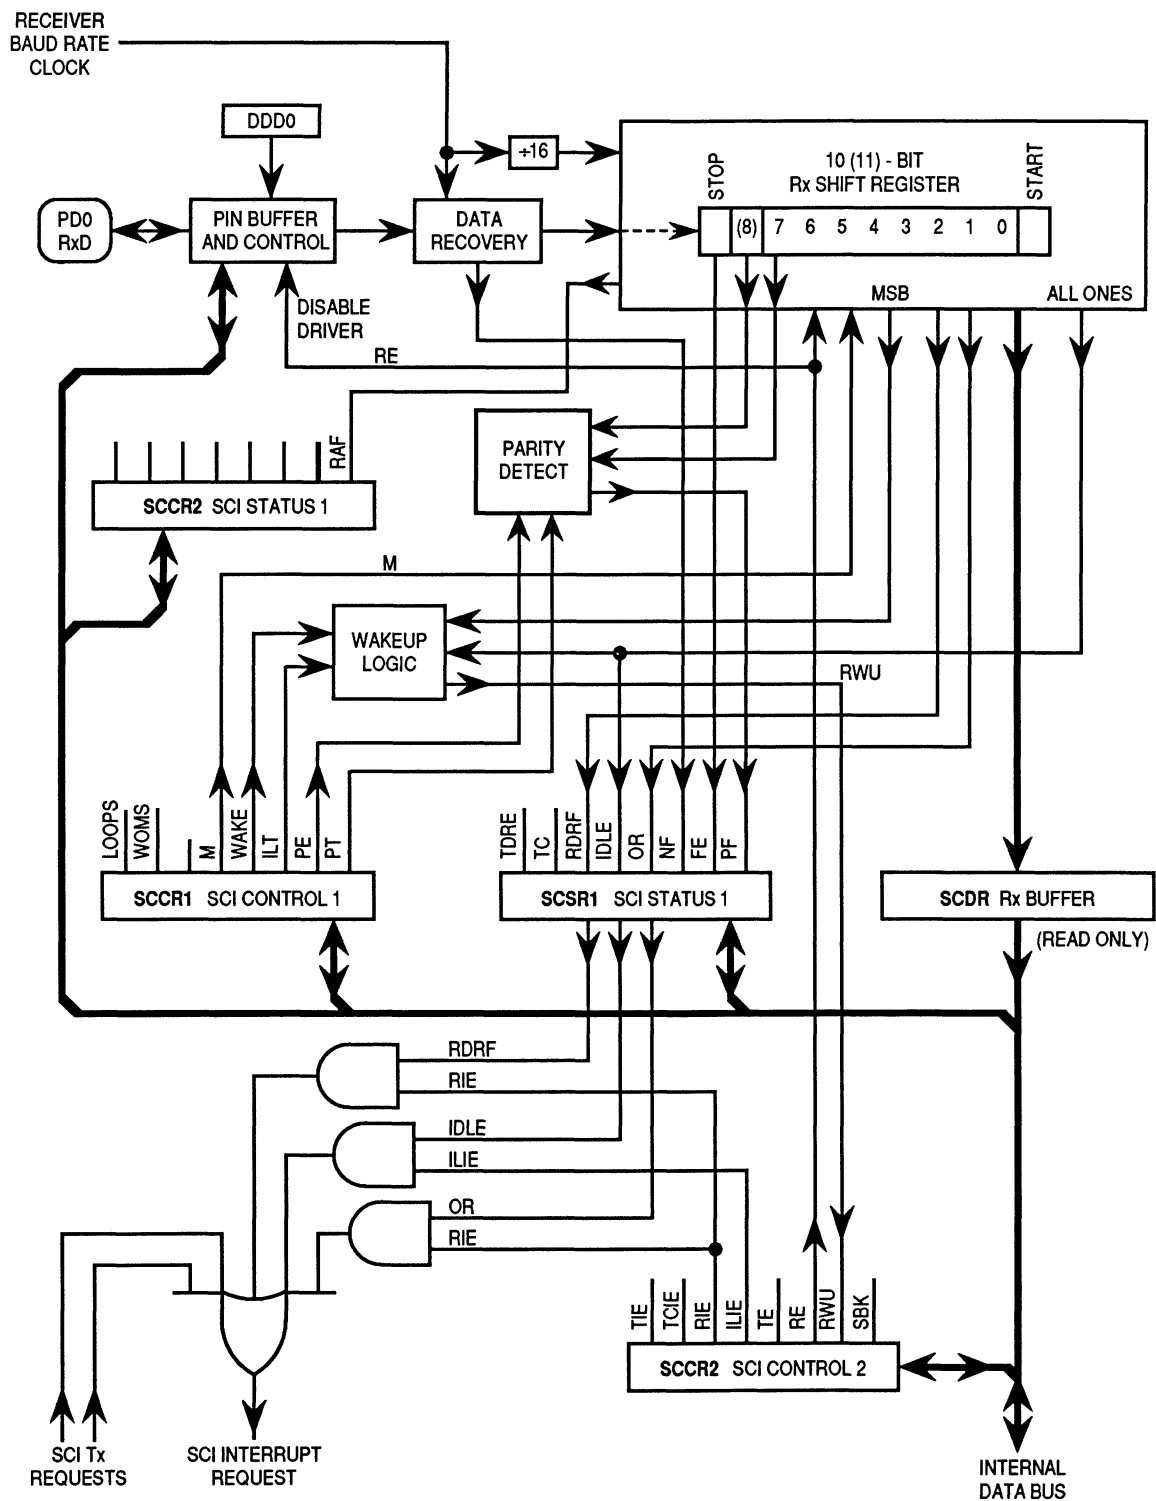 RECEIVER
BAUD RATE
CLOCK
DDD0
÷16
PD0
RxD
PIN BUFFER
AND CONTROL
DATA
RECOVERY
10 (11) - BIT
Rx SHIFT REGISTER
STOP
START
(8) 7 6 5 4 3 2 1 0
MSB
ALL ONES
DISABLE
DRIVER
RE
PARITY
DETECT
RAF
SCCR2 SCI STATUS 1
M
WAKEUP
LOGIC
RWU
LOOPS
WOMS
M
WAKE
ILT
PE
PT
SCCR1 SCI CONTROL 1
TDRE
TC
RDRF
IDLE
OR
NF
FE
PF
SCSR1 SCI STATUS 1
SCDR Rx BUFFER
(READ ONLY)
RDRF
RIE
IDLE
ILIE
OR
RIE
TIE
TCIE
RIE
ILIE
TE
RE
RWU
SBK
SCCR2 SCI CONTROL 2
SCI Tx
REQUESTS
SCI INTERRUPT
REQUEST
INTERNAL
DATA BUS